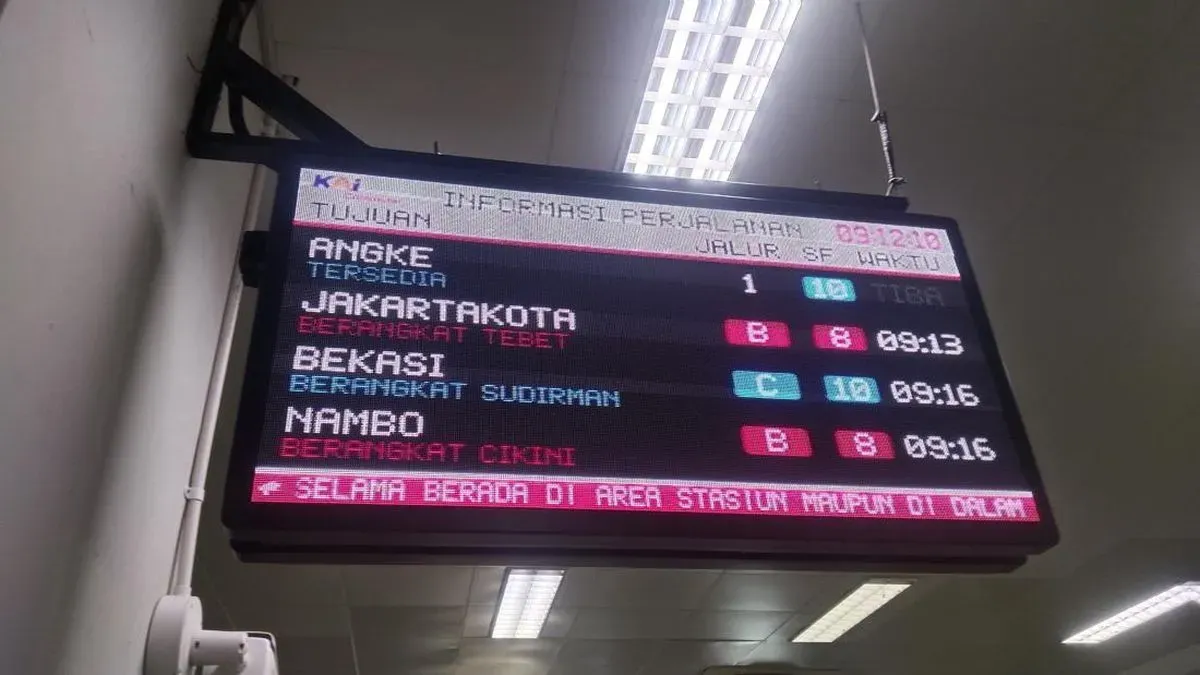 KAI
INFORMASI PERJALANAN 09:12:10
TUJUAN JALUR SF WAKTU
ANGKE 1 10 TIBA
TERSEDIA
JAKARTAKOTA B 8 09:13
BERANGKAT TEBET
BEKASI C 10 09:16
BERANGKAT SUDIRMAN
NAMBO B 8 09:16
BERANGKAT CIKINI
SELAMA BERADA DI AREA STASIUN MAUPUN DI DALAM